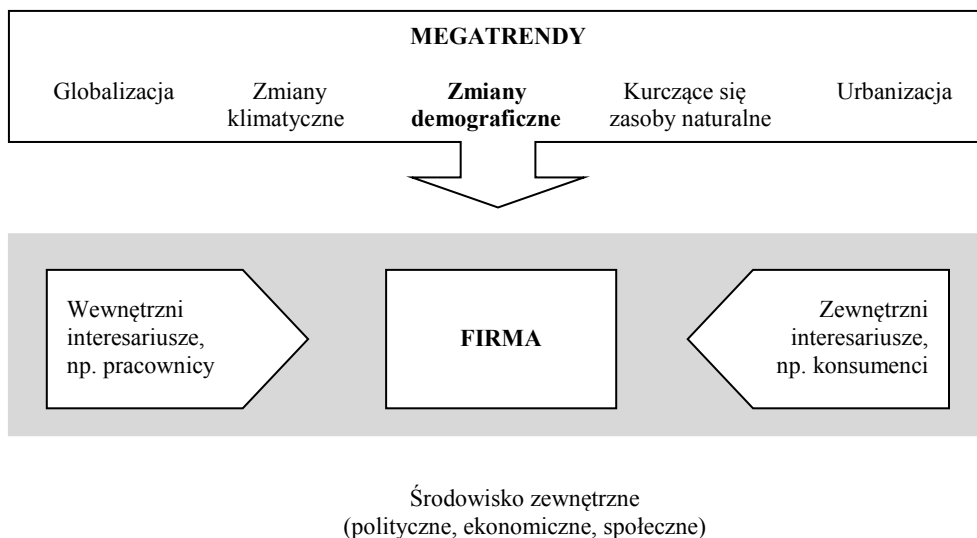 MEGATRENDY
Globalizacja
Zmiany
klimatyczne
Zmiany
demograficzne
Kurczące się
zasoby naturalne
Urbanizacja
Wewnętrzni
interesariusze,
np. pracownicy
FIRMA
Zewnętrzni
interesariusze,
np. konsumenci
Środowisko zewnętrzne
(polityczne, ekonomiczne, społeczne)